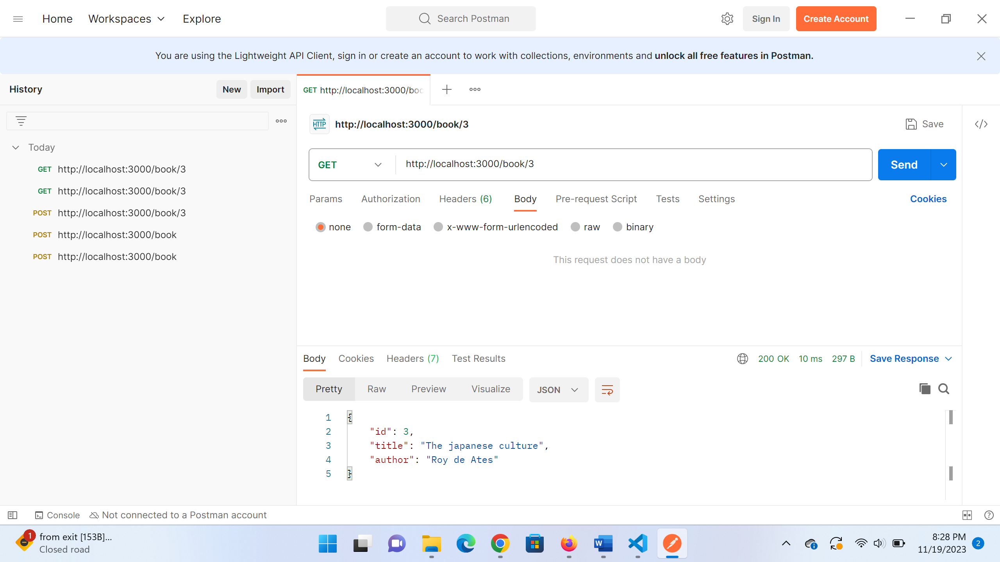 Home Workspaces Explore Search Postman Sign In Create Account
You are using the Lightweight API Client, sign in or create an account to work with collections, environments and unlock all free features in Postman.
History New Import
GET http://localhost:3000/boo
HTTP http://localhost:3000/book/3 Save
Today
GET http://localhost:3000/book/3
GET http://localhost:3000/book/3
POST http://localhost:3000/book/3
POST http://localhost:3000/book
POST http://localhost:3000/book
GET http://localhost:3000/book/3 Send
Params Authorization Headers (6) Body Pre-request Script Tests Settings Cookies
none form-data x-www-form-urlencoded raw binary
This request does not have a body
Body Cookies Headers (7) Test Results 200 OK 10 ms 297 B Save Response
Pretty Raw Preview Visualize JSON
1 {
2 "id": 3,
3 "title": "The japanese culture",
4 "author": "Roy de Ates"
5 }
Console Not connected to a Postman account
1 from exit [153B]...
Closed road
W
8:28 PM
11/19/2023
2